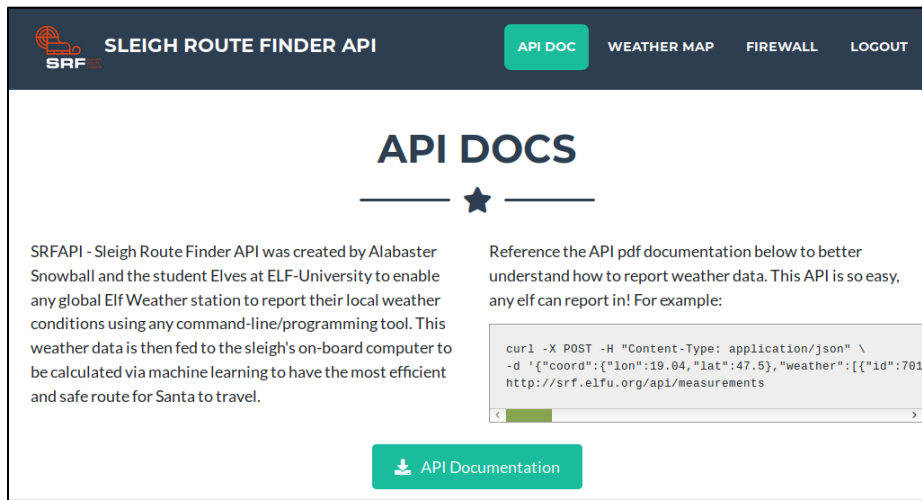 SRF
SLEIGH ROUTE FINDER API
API DOC
WEATHER MAP
FIREWALL
LOGOUT
API DOCS
SRFAPI - Sleigh Route Finder API was created by Alabaster
Snowball and the student Elves at ELF-University to enable
any global Elf Weather station to report their local weather
conditions using any command-line/programming tool. This
weather data is then fed to the sleigh's on-board computer to
be calculated via machine learning to have the most efficient
and safe route for Santa to travel.
Reference the API pdf documentation below to better
understand how to report weather data. This API is so easy,
any elf can report in! For example:
curl -X POST -H "Content-Type: application/json" \
-d '{"coord":{"lon":19.04,"lat":47.5},"weather":[{"id":701
http://srf.elfu.org/api/measurements
API Documentation